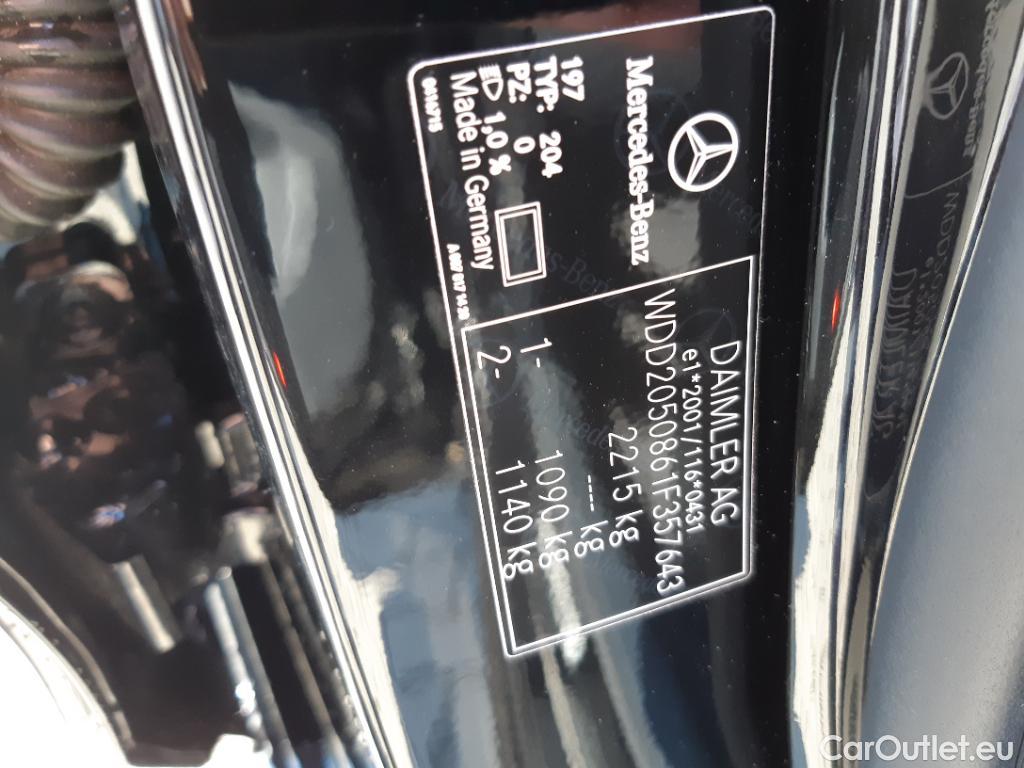 Mercedes-Benz
197
TYP: 204
PZ: 0
1,0 %
Made in Germany
DAIMLER AG
e1*2001/116*0431
WDD2050861F357643
2215 kg
---- kg
1- 1090 kg
2- 1140 kg
CarOutlet.eu